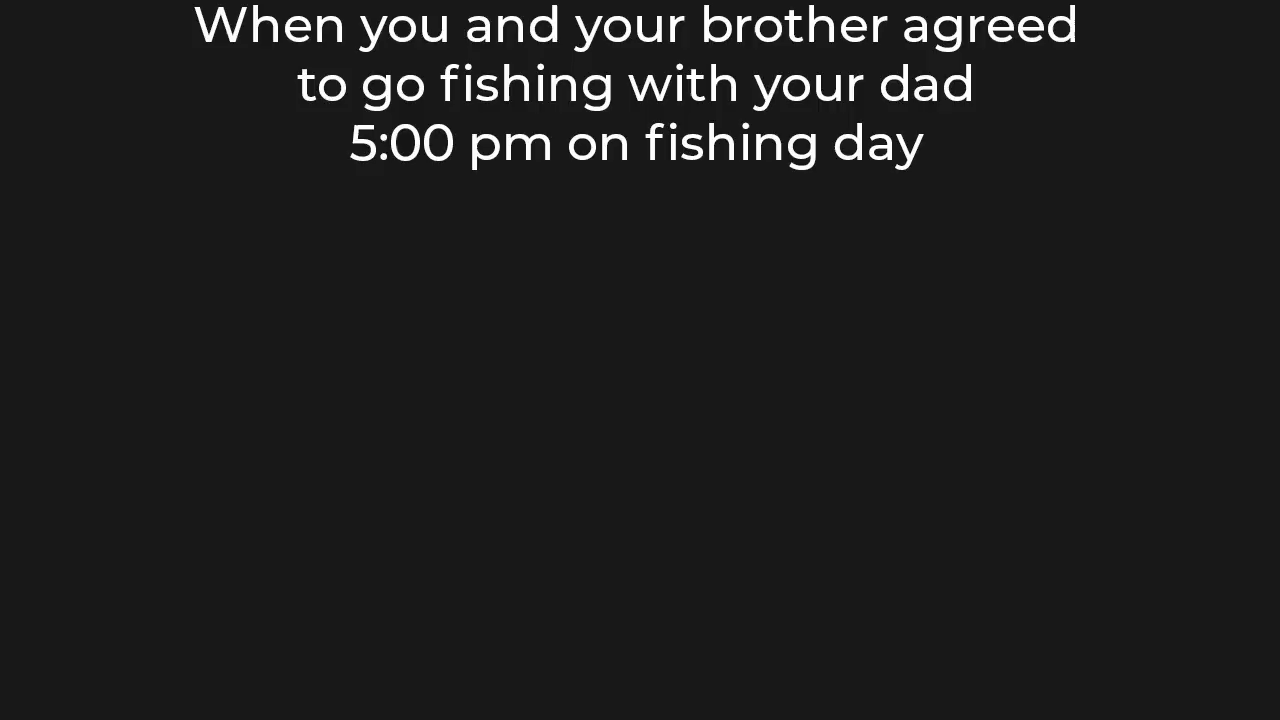 When you and your brother agreed
to go fishing with your dad
5:00 pm on fishing day